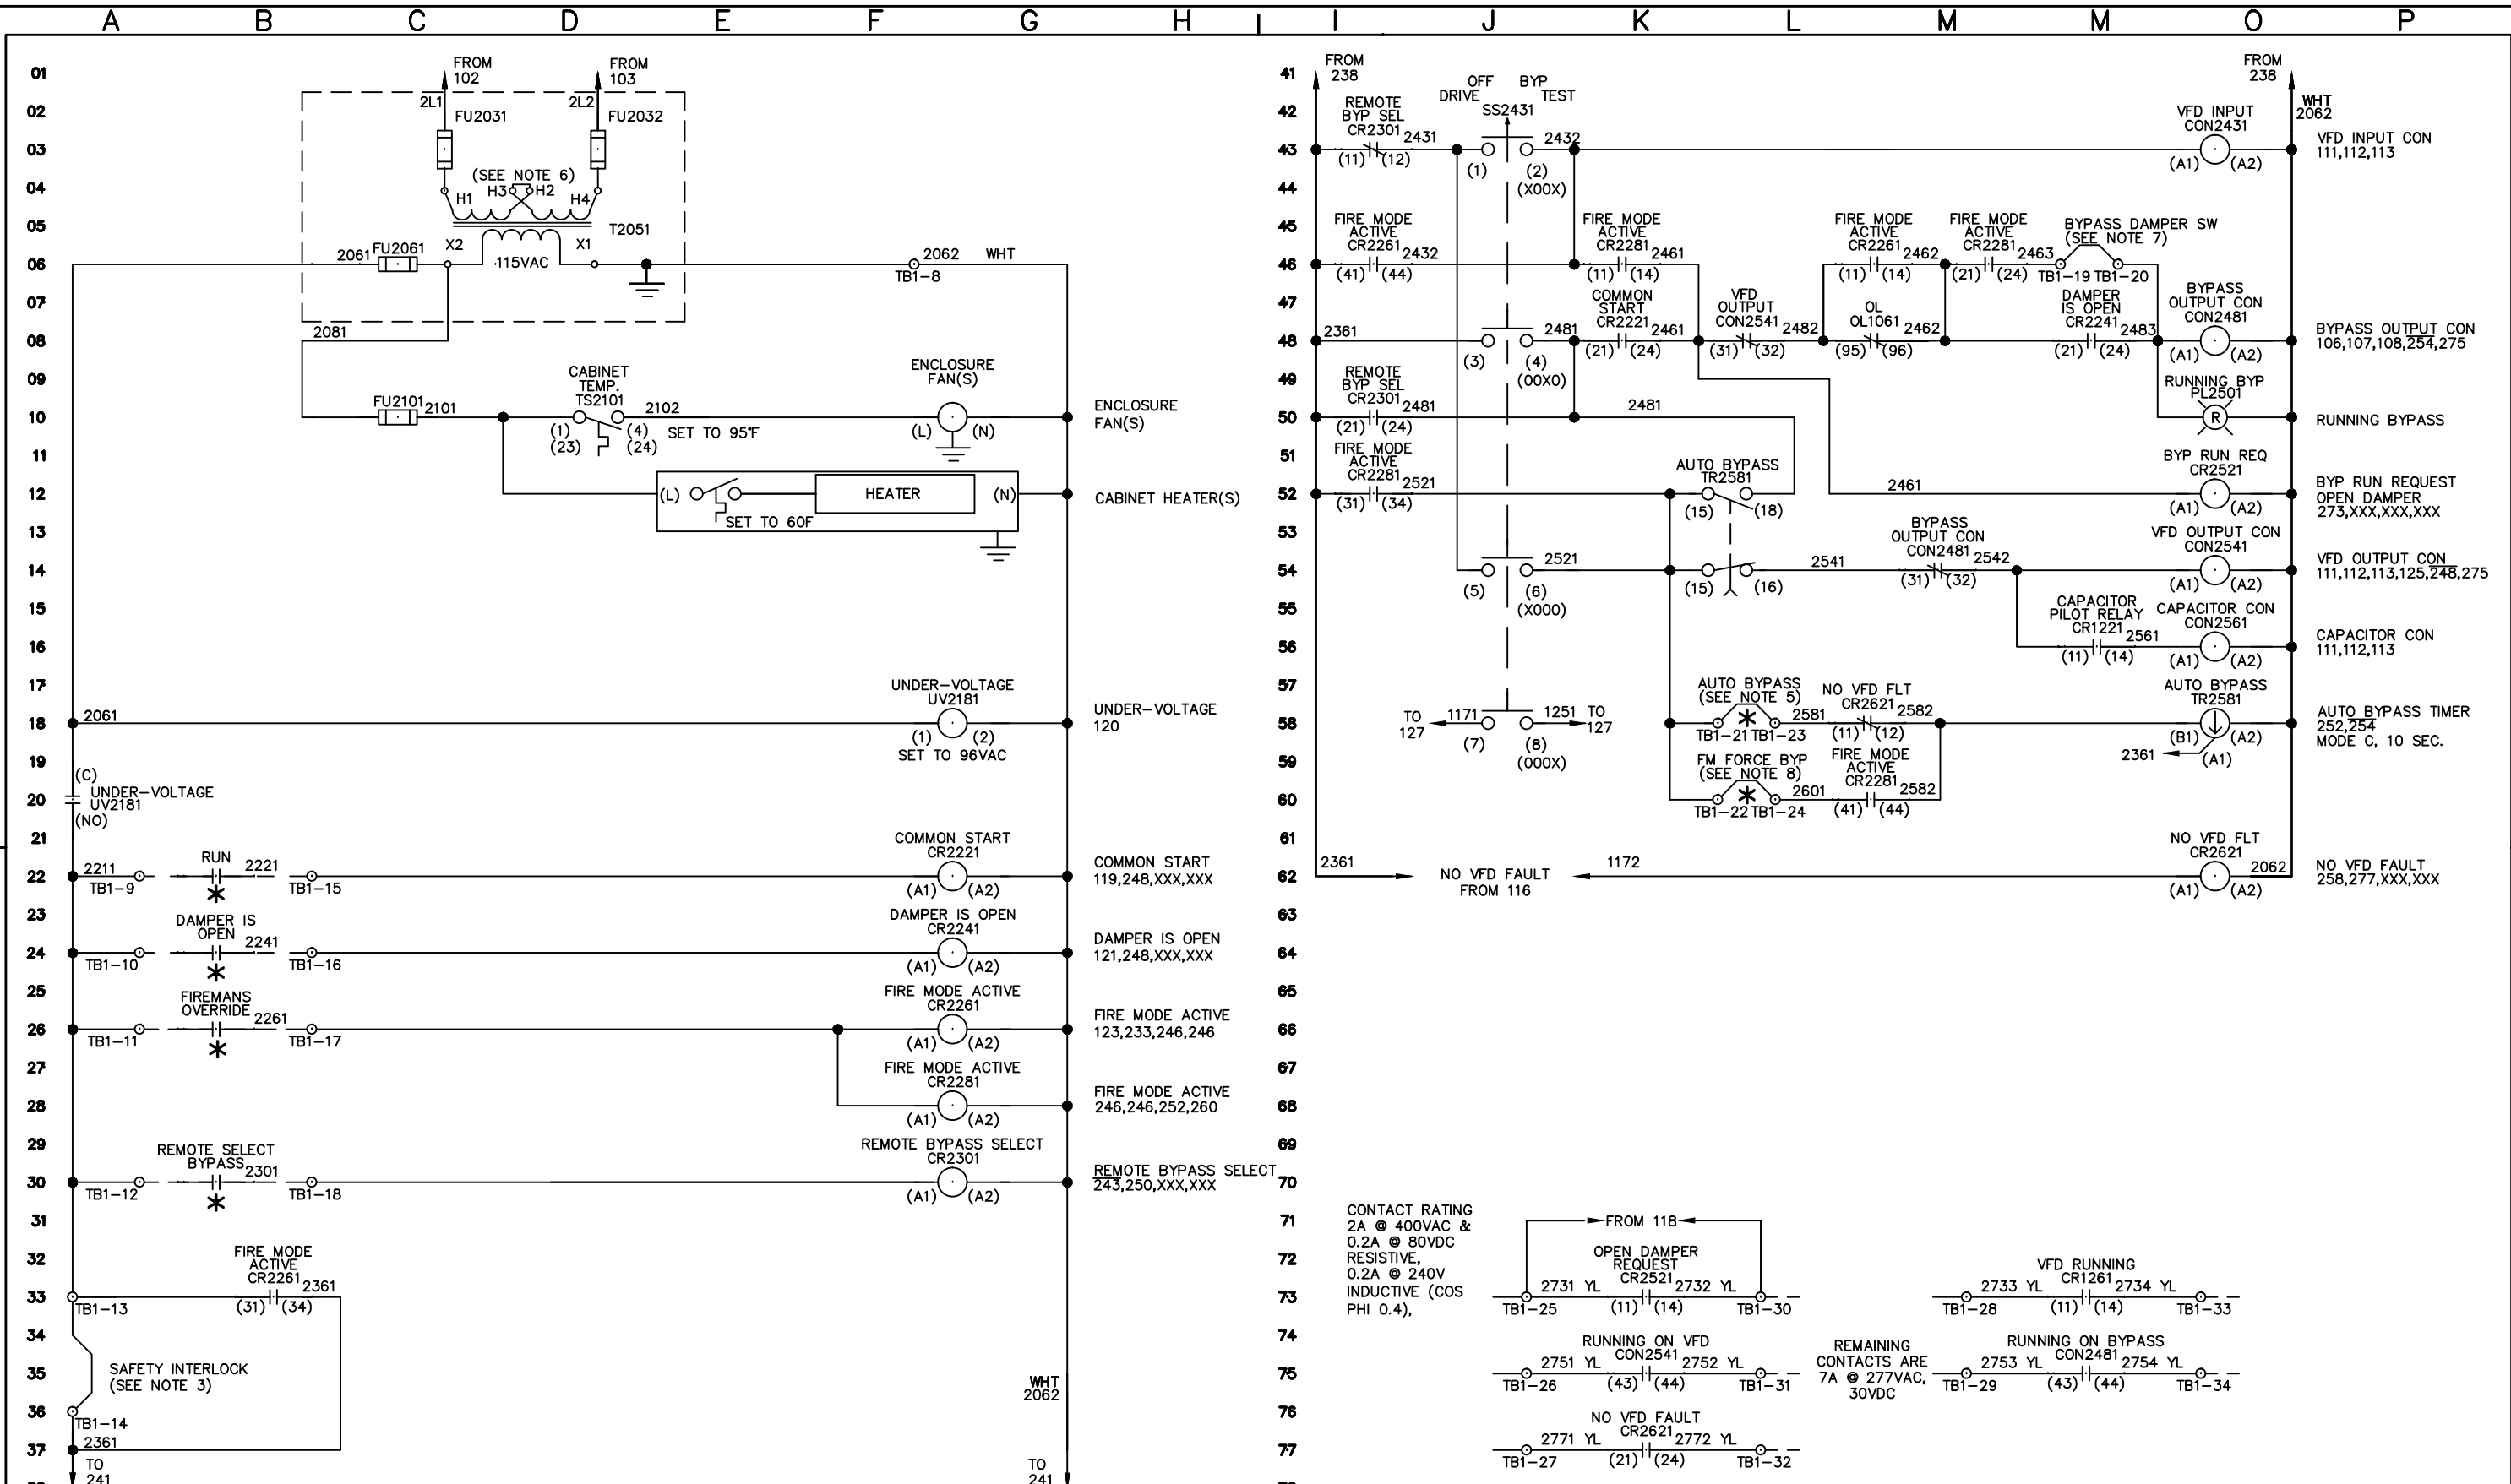 A B C D E F G H I J K L M M O P
01
FROM
102
FROM
103
2L1
2L2
02
FU2031
FU2032
03
(SEE NOTE 6)
04
H3 H2
H1
H4
05
T2051
2061
FU2061
X2
X1
06
115VAC
2062
WHT
TB1-8
07
2081
08
ENCLOSURE
FAN(S)
CABINET
TEMP.
TS2101
09
FU2101
2101
2102
10
(1)
(23)
(4)
(24)
SET TO 95°F
(L)
(N)
ENCLOSURE
FAN(S)
11
12
(L)
HEATER
(N)
CABINET HEATER(S)
SET TO 60F
13
14
15
16
17
UNDER-VOLTAGE
UV2181
2061
18
(1)
(2)
SET TO 96VAC
UNDER-VOLTAGE
120
19
(C)
UNDER-VOLTAGE
UV2181
20
(NO)
21
COMMON START
CR2221
RUN
2211
2221
22
TB1-9
*
TB1-15
(A1)
(A2)
COMMON START
119,248,XXX,XXX
23
DAMPER IS
OPEN
DAMPER IS OPEN
CR2241
2241
24
TB1-10
*
TB1-16
(A1)
(A2)
DAMPER IS OPEN
121,248,XXX,XXX
25
FIREMANS
OVERRIDE
FIRE MODE ACTIVE
CR2261
2261
26
TB1-11
*
TB1-17
(A1)
(A2)
FIRE MODE ACTIVE
123,233,246,246
27
FIRE MODE ACTIVE
CR2281
28
(A1)
(A2)
FIRE MODE ACTIVE
246,246,252,260
29
REMOTE SELECT
BYPASS
REMOTE BYPASS SELECT
CR2301
2301
30
TB1-12
*
TB1-18
(A1)
(A2)
REMOTE BYPASS SELECT
243,250,XXX,XXX
31
32
FIRE MODE
ACTIVE
CR2261
2361
33
TB1-13
(31)
(34)
34
35
SAFETY INTERLOCK
(SEE NOTE 3)
WHT
2062
36
TB1-14
37
2361
TO
241
TO
241
41
FROM
238
FROM
238
OFF
BYP
DRIVE
TEST
42
REMOTE
BYP SEL
CR2301
SS2431
VFD INPUT
CON2431
WHT
2062
2431
2432
43
(11)
(12)
(1)
(2)
(X00X)
(A1)
(A2)
VFD INPUT CON
111,112,113
44
45
FIRE MODE
ACTIVE
CR2261
FIRE MODE
ACTIVE
CR2281
FIRE MODE
ACTIVE
CR2261
FIRE MODE
ACTIVE
CR2281
BYPASS DAMPER SW
(SEE NOTE 7)
2432
2461
2462
2463
46
(41)
(44)
(11)
(14)
(11)
(14)
(21)
(24)
TB1-19
TB1-20
47
COMMON
START
CR2221
VFD
OUTPUT
CON2541
OL
OL1061
DAMPER
IS OPEN
CR2241
BYPASS
OUTPUT CON
CON2481
2361
2481
2461
2482
2462
2483
48
(3)
(4)
(00X0)
(21)
(24)
(31)
(32)
(95)
(96)
(21)
(24)
(A1)
(A2)
BYPASS OUTPUT CON
106,107,108,254,275
49
REMOTE
BYP SEL
CR2301
RUNNING BYP
PL2501
2481
2481
50
(21)
(24)
R
RUNNING BYPASS
51
FIRE MODE
ACTIVE
CR2281
AUTO BYPASS
TR2581
BYP RUN REQ
CR2521
2521
2461
52
(31)
(34)
(15)
(18)
(A1)
(A2)
BYP RUN REQUEST
OPEN DAMPER
273,XXX,XXX,XXX
53
BYPASS
OUTPUT CON
CON2481
VFD OUTPUT CON
CON2541
2521
2541
2542
54
(5)
(6)
(X000)
(15)
(16)
(31)
(32)
(A1)
(A2)
VFD OUTPUT CON
111,112,113,125,248,275
55
CAPACITOR
PILOT RELAY
CR1221
CAPACITOR CON
CON2561
2561
56
(11)
(14)
(A1)
(A2)
CAPACITOR CON
111,112,113
57
AUTO BYPASS
(SEE NOTE 5)
NO VFD FLT
CR2621
AUTO BYPASS
TR2581
58
TO
127
1171
1251
TO
127
*
2581
2582
(7)
(8)
(000X)
TB1-21
TB1-23
(11)
(12)
(B1)
(A2)
AUTO BYPASS TIMER
252,254
MODE C, 10 SEC.
59
FM FORCE BYP
(SEE NOTE 8)
FIRE MODE
ACTIVE
CR2281
2361
(A1)
60
*
2601
2582
TB1-22
TB1-24
(41)
(44)
61
NO VFD FLT
CR2621
2361
1172
2062
62
NO VFD FAULT
FROM 116
(A1)
(A2)
NO VFD FAULT
258,277,XXX,XXX
63
64
65
66
67
68
69
70
71
CONTACT RATING
2A @ 400VAC &
0.2A @ 80VDC
RESISTIVE,
0.2A @ 240V
INDUCTIVE (COS
PHI 0.4),
FROM 118
72
OPEN DAMPER
REQUEST
CR2521
VFD RUNNING
CR1261
2731 YL
2732 YL
2733 YL
2734 YL
73
TB1-25
(11)
(14)
TB1-30
TB1-28
(11)
(14)
TB1-33
74
RUNNING ON VFD
CON2541
REMAINING
CONTACTS ARE
7A @ 277VAC,
30VDC
RUNNING ON BYPASS
CON2481
2751 YL
2752 YL
2753 YL
2754 YL
75
TB1-26
(43)
(44)
TB1-31
TB1-29
(43)
(44)
TB1-34
76
NO VFD FAULT
CR2621
2771 YL
2772 YL
77
TB1-27
(21)
(24)
TB1-32